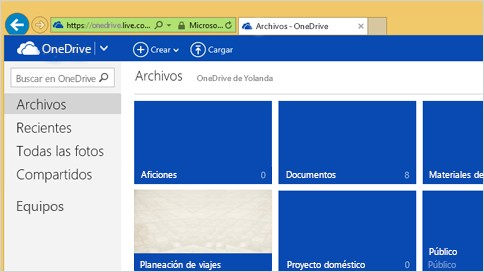 https://onedrive.live.co... Microso... Archivos - OneDrive
OneDrive Crear Cargar
Buscar en OneDrive
Archivos OneDrive de Yolanda
Archivos
Recientes
Todas las fotos
Compartidos
Equipos
Aficiones 0
Documentos 8
Materiales de
Planeación de viajes
Proyecto doméstico 0
Público
Público